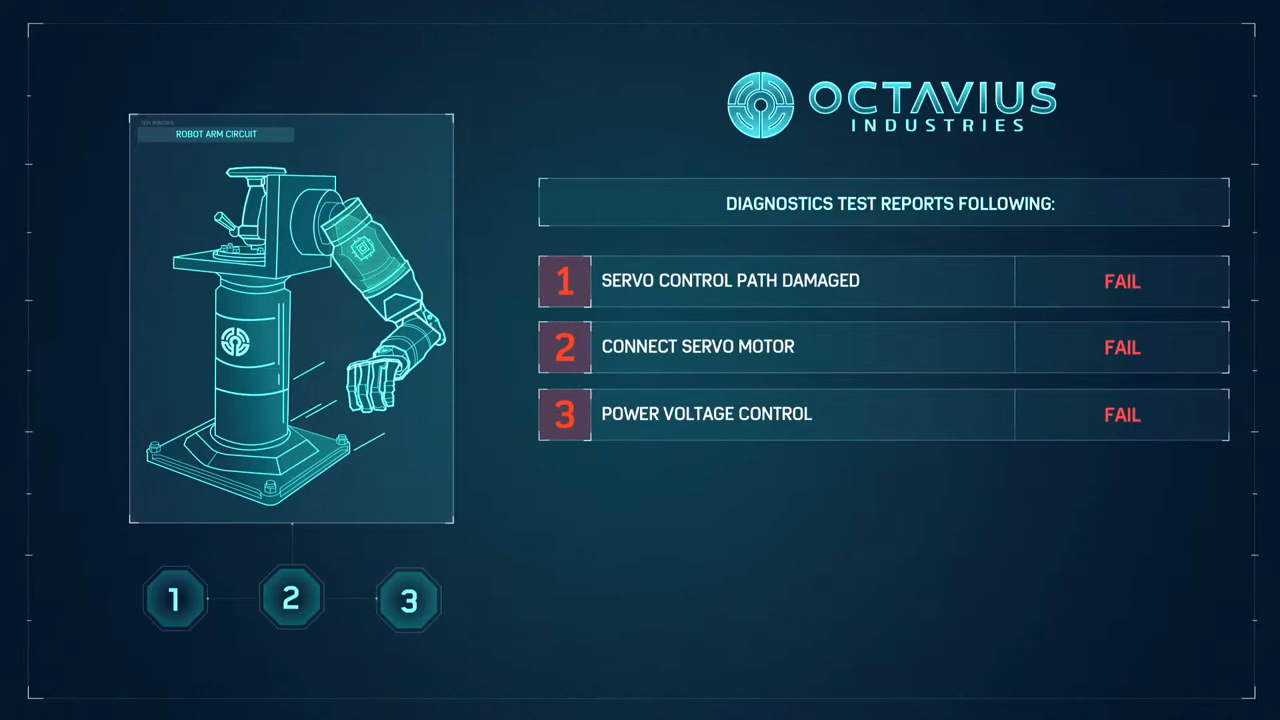 OCTAVIUS
INDUSTRIES
ROBOT ARM CIRCUIT
DIAGNOSTICS TEST REPORTS FOLLOWING:
1 SERVO CONTROL PATH DAMAGED FAIL
2 CONNECT SERVO MOTOR FAIL
3 POWER VOLTAGE CONTROL FAIL
1 2 3